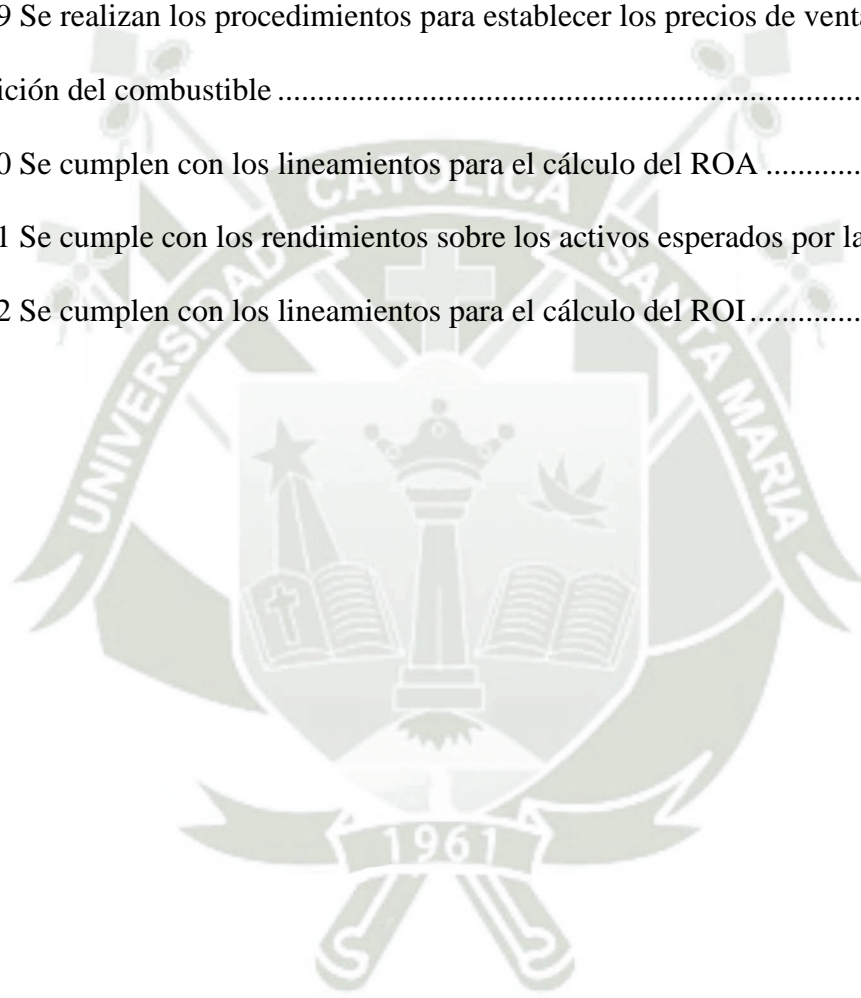 9 Se realizan los procedimientos para establecer los precios de venta
ición del combustible ..........................................................................................
0 Se cumplen con los lineamientos para el cálculo del ROA .............
1 Se cumple con los rendimientos sobre los activos esperados por la
2 Se cumplen con los lineamientos para el cálculo del ROI ...............
UNIVERSIDAD CATOLICA SANTA MARIA
1961